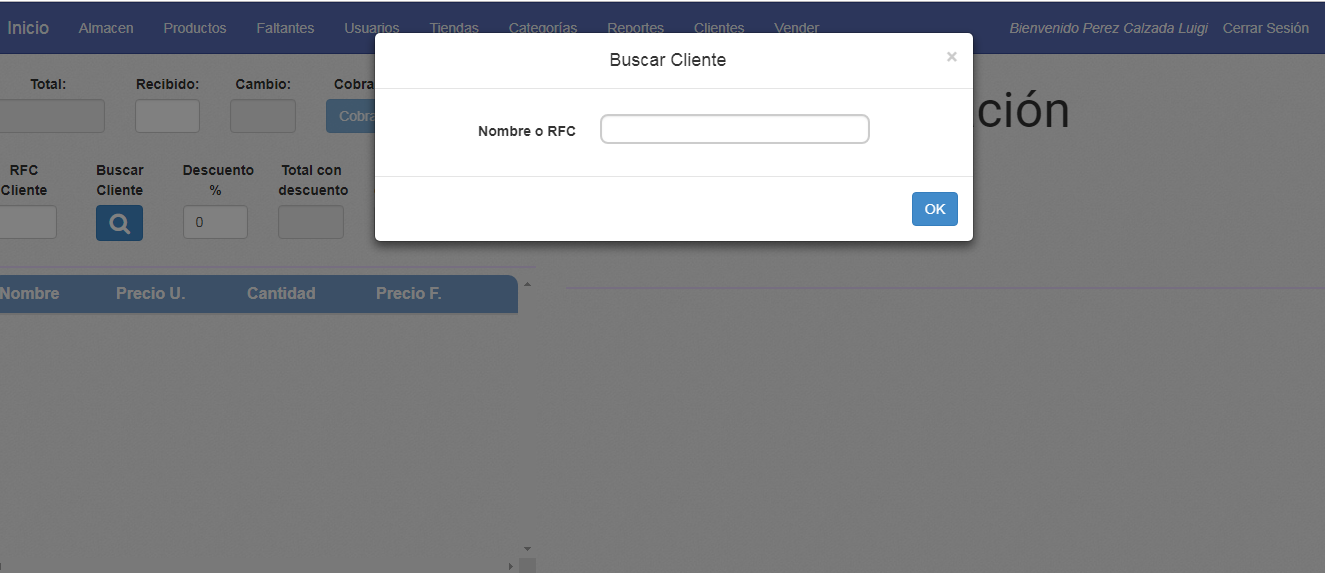 Inicio Almacen Productos Faltantes Usuarios Tiendas Categorías Reportes Clientes Vender Bienvenido Perez Calzada Luigi Cerrar Sesión
Buscar Cliente ×
Total: Recibido: Cambio: Cobra
Cobra
ción
Nombre o RFC
RFC Cliente
Buscar Cliente
Descuento %
Total con descuento
0
OK
Nombre Precio U. Cantidad Precio F.